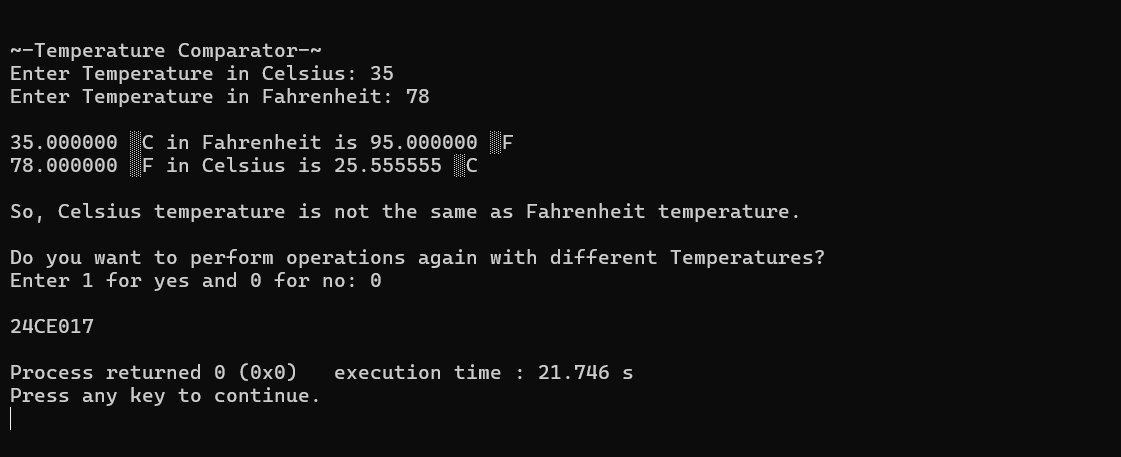 ~-Temperature Comparator-~
Enter Temperature in Celsius: 35
Enter Temperature in Fahrenheit: 78
35.000000 ░C in Fahrenheit is 95.000000 ░F
78.000000 ░F in Celsius is 25.555555 ░C
So, Celsius temperature is not the same as Fahrenheit temperature.
Do you want to perform operations again with different Temperatures?
Enter 1 for yes and 0 for no: 0
24CE017
Process returned 0 (0x0)   execution time : 21.746 s
Press any key to continue.